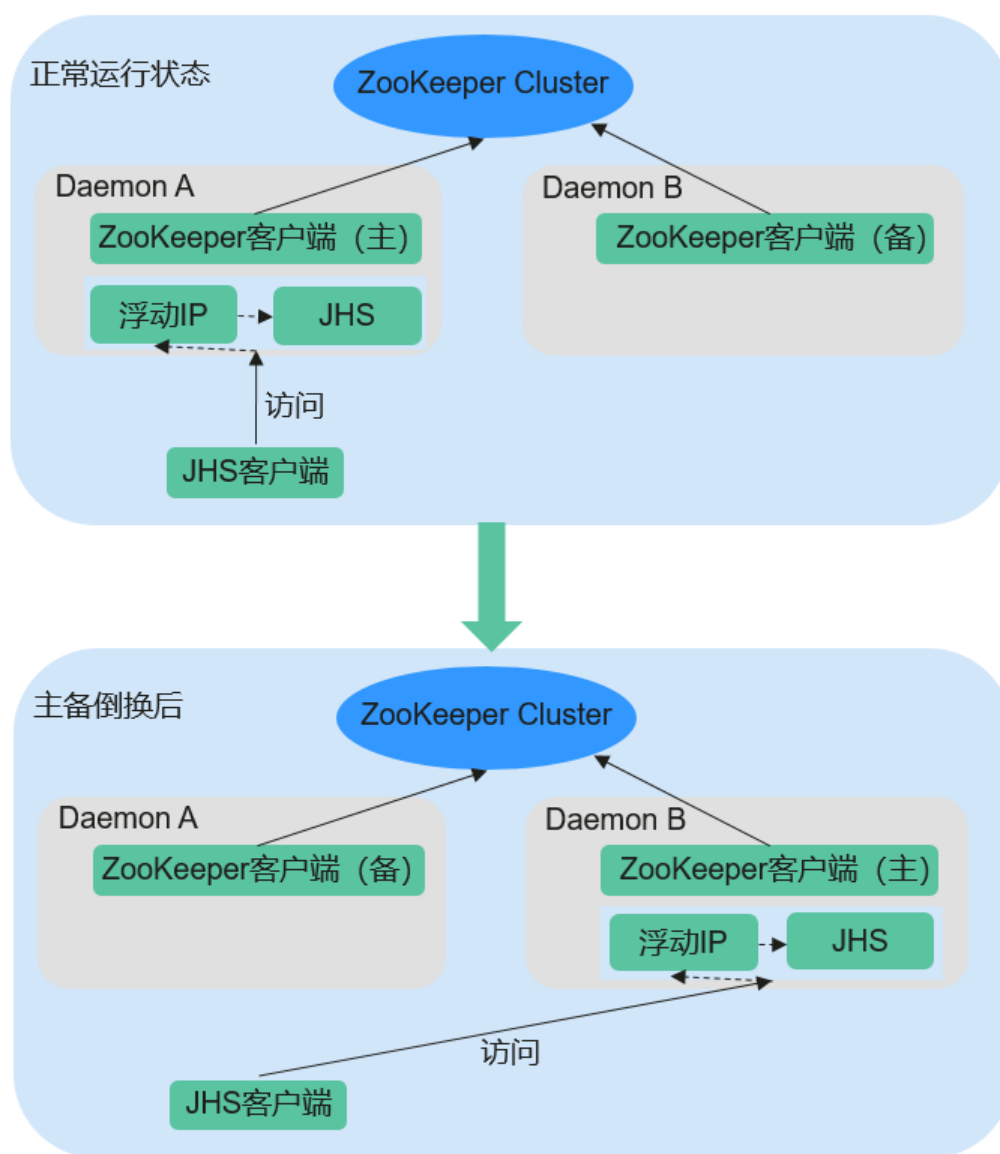 正常运行状态
ZooKeeper Cluster
Daemon A
Daemon B
ZooKeeper客户端（主）
ZooKeeper客户端（备）
浮动IP
JHS
访问
JHS客户端
主备倒换后
ZooKeeper Cluster
Daemon A
Daemon B
ZooKeeper客户端（备）
ZooKeeper客户端（主）
浮动IP
JHS
访问
JHS客户端